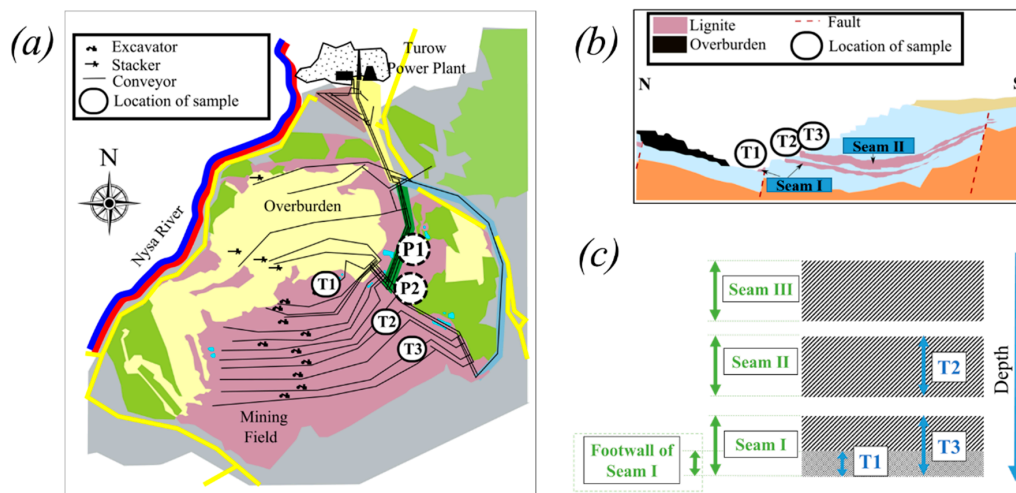 (a)
Excavator
Stacker
Conveyor
Location of sample
Turow
Power Plant
N
Nysa River
Overburden
P1
T1
P2
T2
T3
Mining
Field
(b)
Lignite
Overburden
Fault
Location of sample
N
S
T1
T2
T3
Seam II
Seam I
(c)
Seam III
Seam II
T2
Footwall of
Seam I
Seam I
T1
T3
Depth